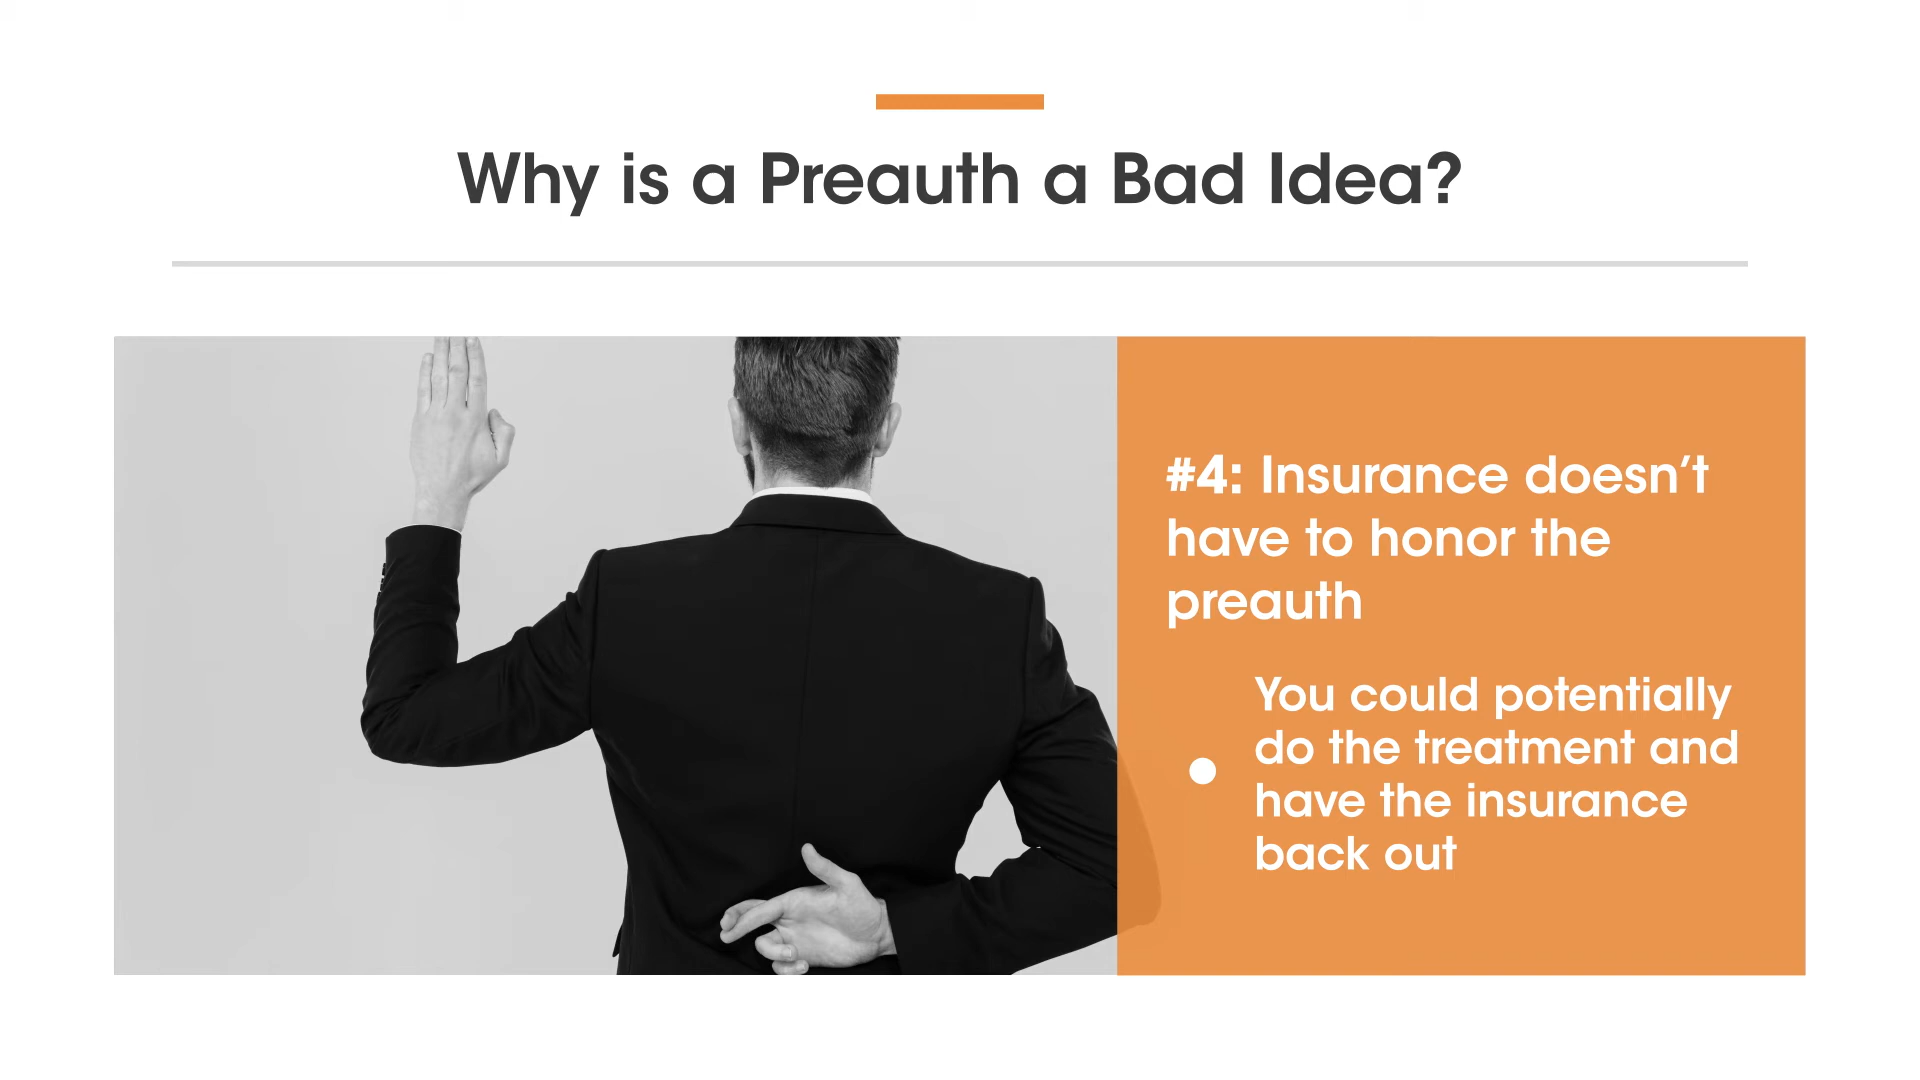 Why is a Preauth a Bad Idea?
#4: Insurance doesn’t
have to honor the
preauth
● You could potentially
do the treatment and
have the insurance
back out